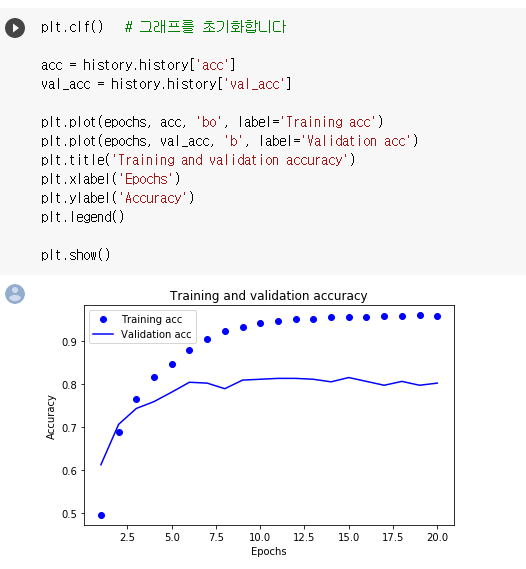 plt.clf()   # 그래프를 초기화합니다
acc = history.history['acc']
val_acc = history.history['val_acc']
plt.plot(epochs, acc, 'bo', label='Training acc')
plt.plot(epochs, val_acc, 'b', label='Validation acc')
plt.title('Training and validation accuracy')
plt.xlabel('Epochs')
plt.ylabel('Accuracy')
plt.legend()
plt.show()
Training and validation accuracy
Training acc
Validation acc
0.9
0.8
0.7
0.6
0.5
Accuracy
2.5 5.0 7.5 10.0 12.5 15.0 17.5 20.0
Epochs